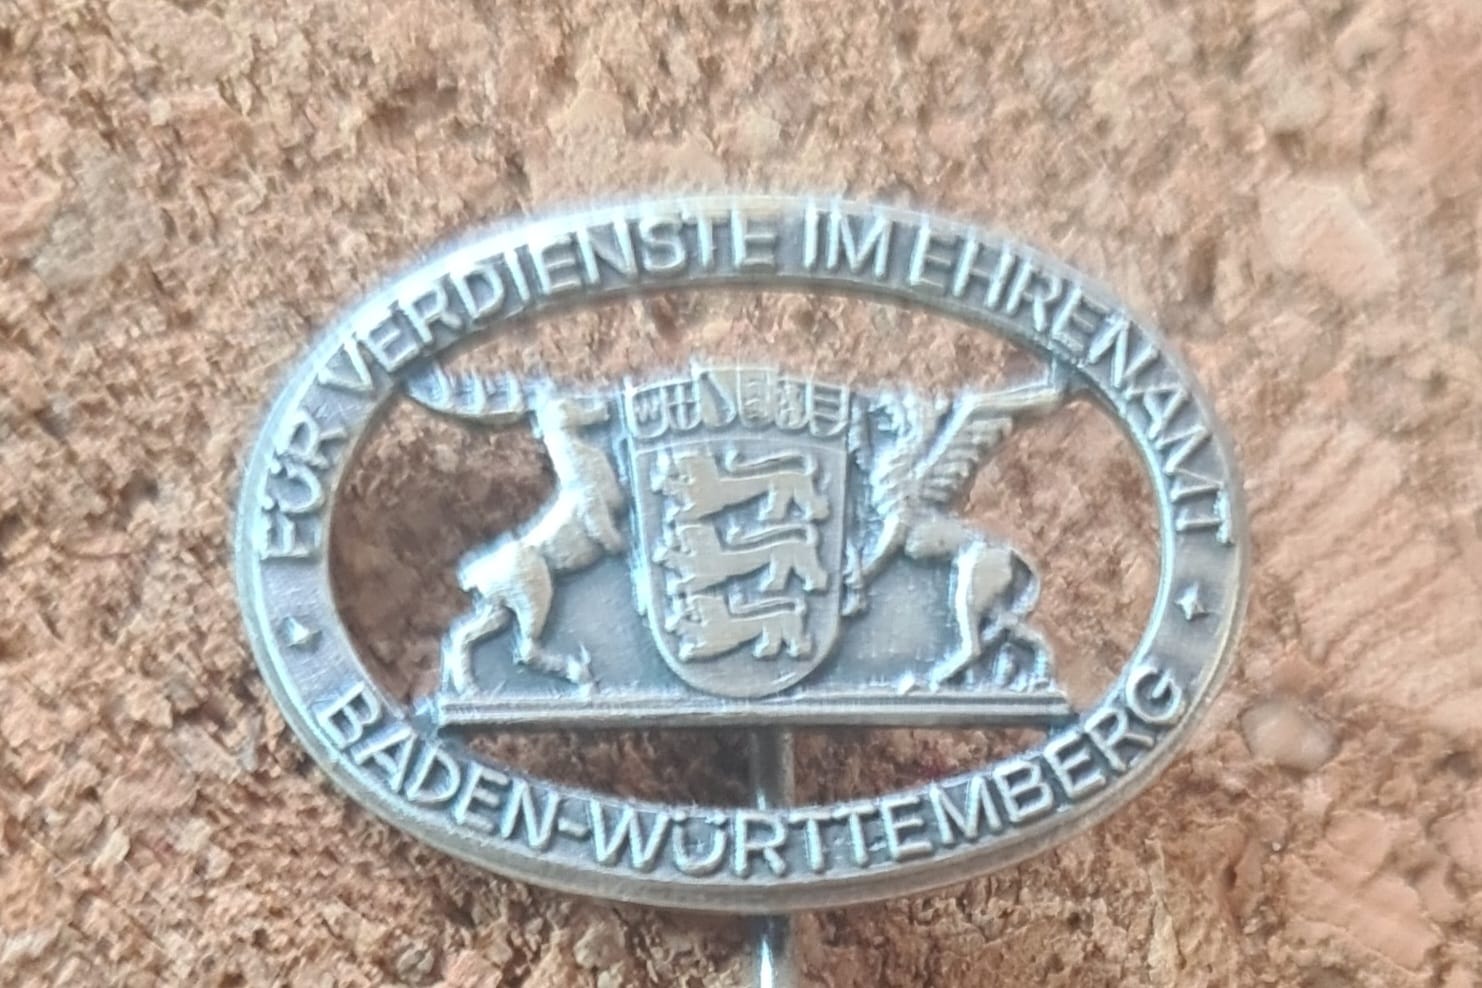 FÜR VERDIENSTE IM EHRENAMT
BADEN-WÜRTTEMBERG